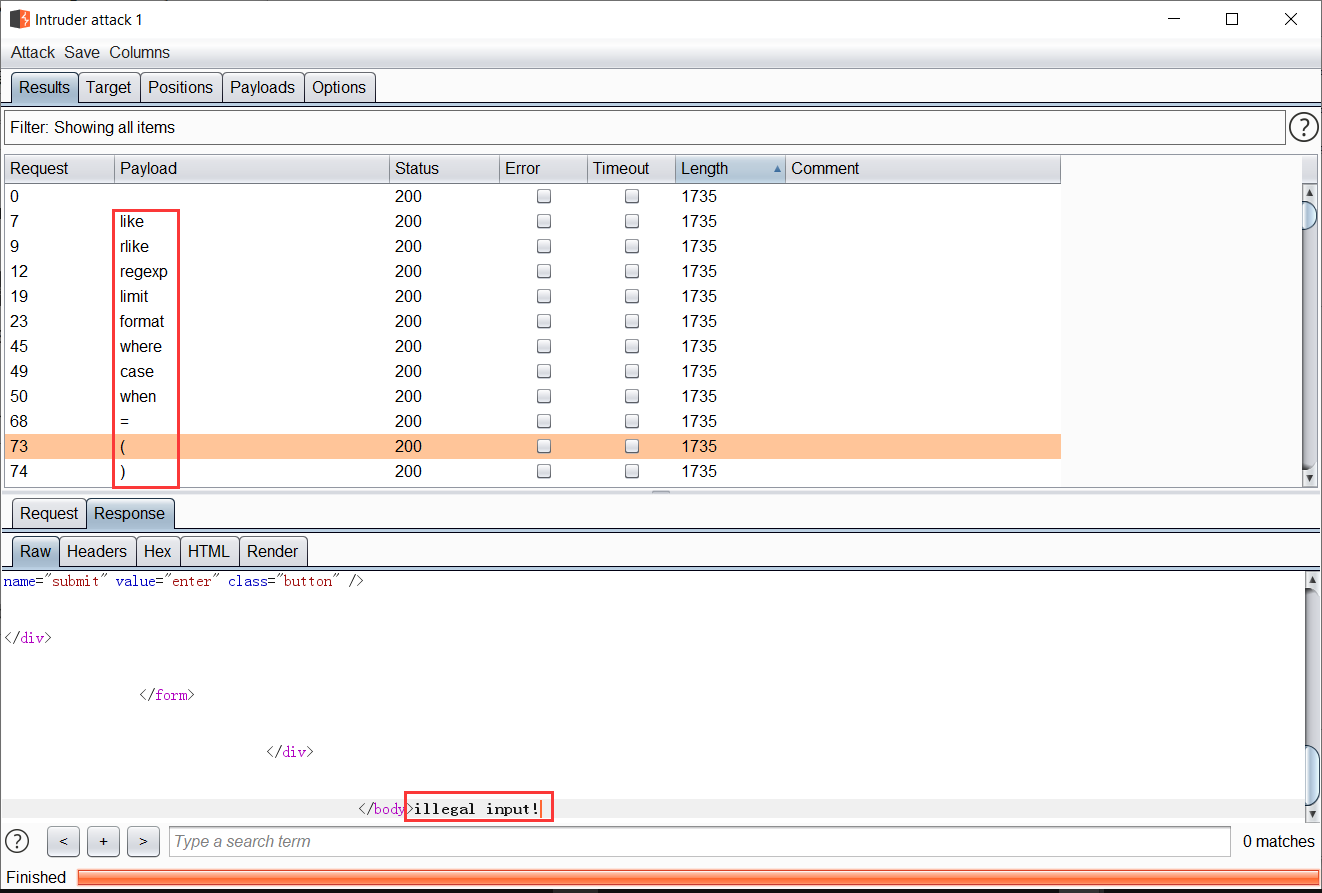 Intruder attack 1
Attack Save Columns
Results Target Positions Payloads Options
Filter: Showing all items ?
Request Payload Status Error Timeout Length Comment
0 200 1735
7 like 200 1735
9 rlike 200 1735
12 regexp 200 1735
19 limit 200 1735
23 format 200 1735
45 where 200 1735
49 case 200 1735
50 when 200 1735
68 = 200 1735
73 ( 200 1735
74 ) 200 1735
Request Response
Raw Headers Hex HTML Render
name="submit" value="enter" class="button" />
</div>
</form>
</div>
</body>illegal input!
? < + > Type a search term 0 matches
Finished